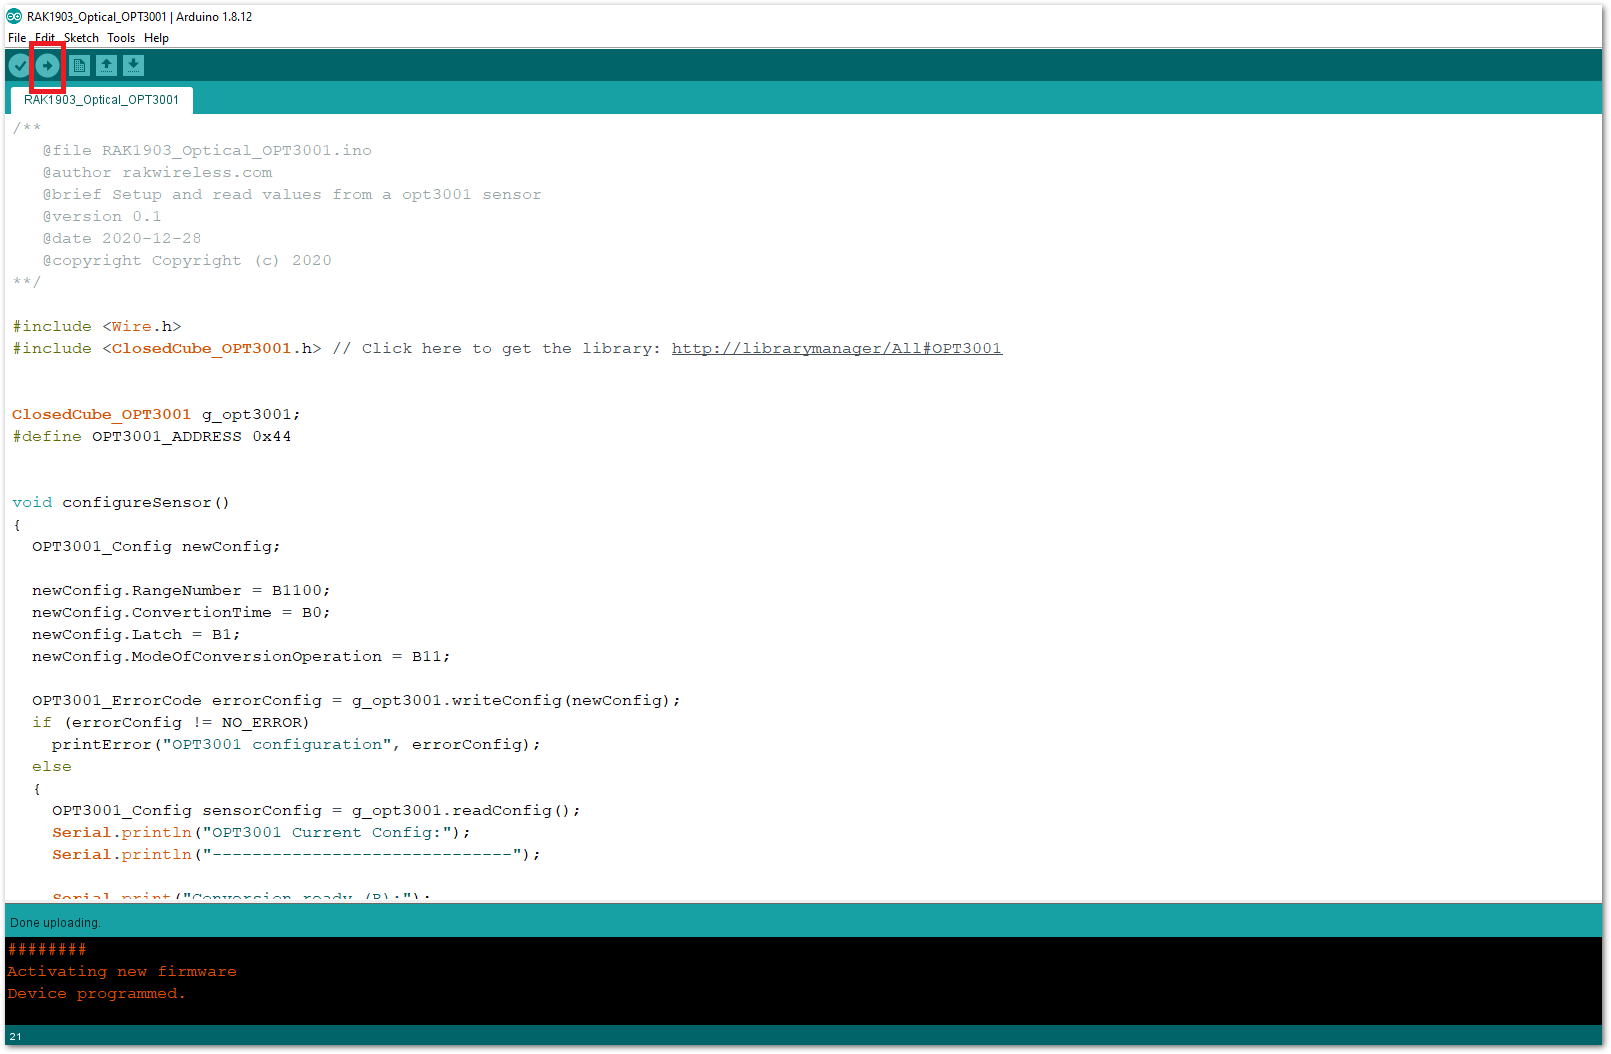 RAK1903_Optical_OPT3001 | Arduino 1.8.12
File Edit Sketch Tools Help
RAK1903_Optical_OPT3001
/**
   @file RAK1903_Optical_OPT3001.ino
   @author rakwireless.com
   @brief Setup and read values from a opt3001 sensor
   @version 0.1
   @date 2020-12-28
   @copyright Copyright (c) 2020
**/
#include <Wire.h>
#include <ClosedCube_OPT3001.h> // Click here to get the library: http://librarymanager/All#OPT3001
ClosedCube_OPT3001 g_opt3001;
#define OPT3001_ADDRESS 0x44
void configureSensor()
{
  OPT3001_Config newConfig;
  newConfig.RangeNumber = B1100;
  newConfig.ConvertionTime = B0;
  newConfig.Latch = B1;
  newConfig.ModeOfConversionOperation = B11;
  OPT3001_ErrorCode errorConfig = g_opt3001.writeConfig(newConfig);
  if (errorConfig != NO_ERROR)
    printError("OPT3001 configuration", errorConfig);
  else
  {
    OPT3001_Config sensorConfig = g_opt3001.readConfig();
    Serial.println("OPT3001 Current Config:");
    Serial.println("------------------------------");
    Serial.print("Conversion ready (R):");
Done uploading.
########
Activating new firmware
Device programmed.
21